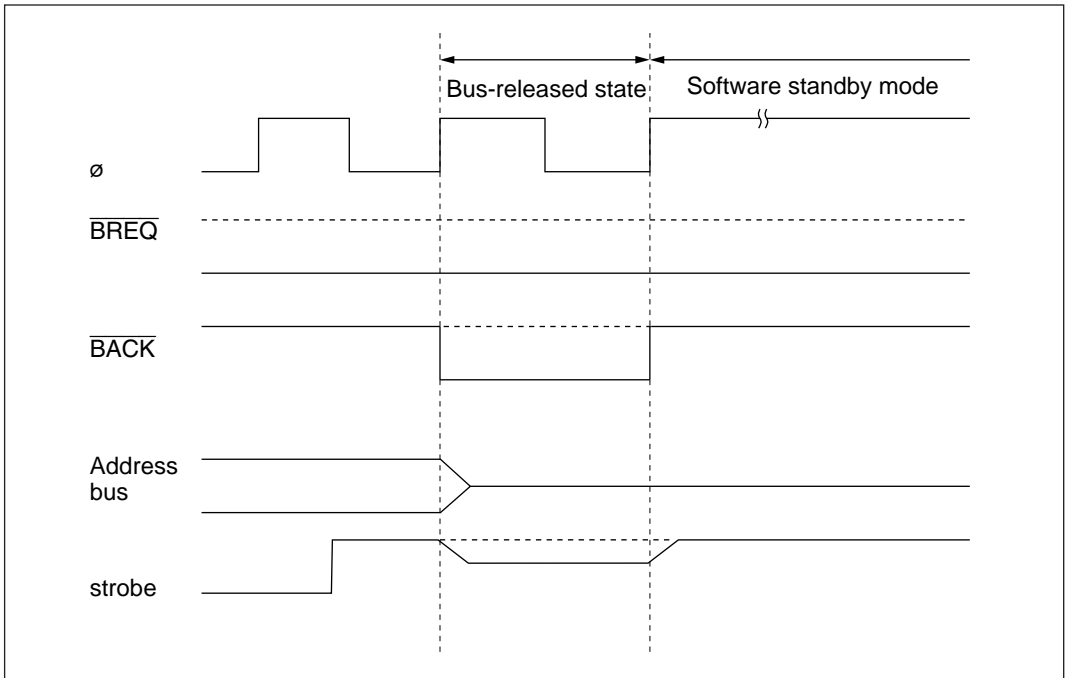 Bus-released state
Software standby mode
ø
BREQ
BACK
Address
bus
strobe